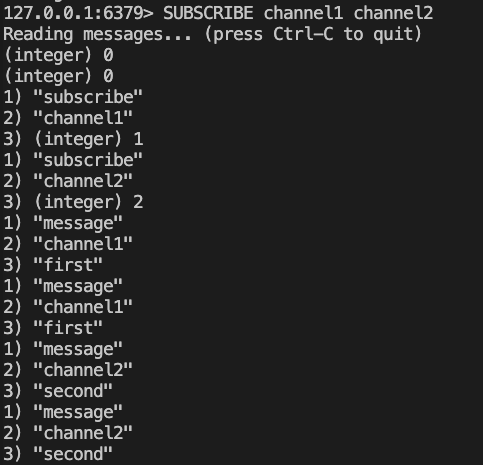 127.0.0.1:6379> SUBSCRIBE channel1 channel2
Reading messages... (press Ctrl-C to quit)
(integer) 0
(integer) 0
1) "subscribe"
2) "channel1"
3) (integer) 1
1) "subscribe"
2) "channel2"
3) (integer) 2
1) "message"
2) "channel1"
3) "first"
1) "message"
2) "channel1"
3) "first"
1) "message"
2) "channel2"
3) "second"
1) "message"
2) "channel2"
3) "second"